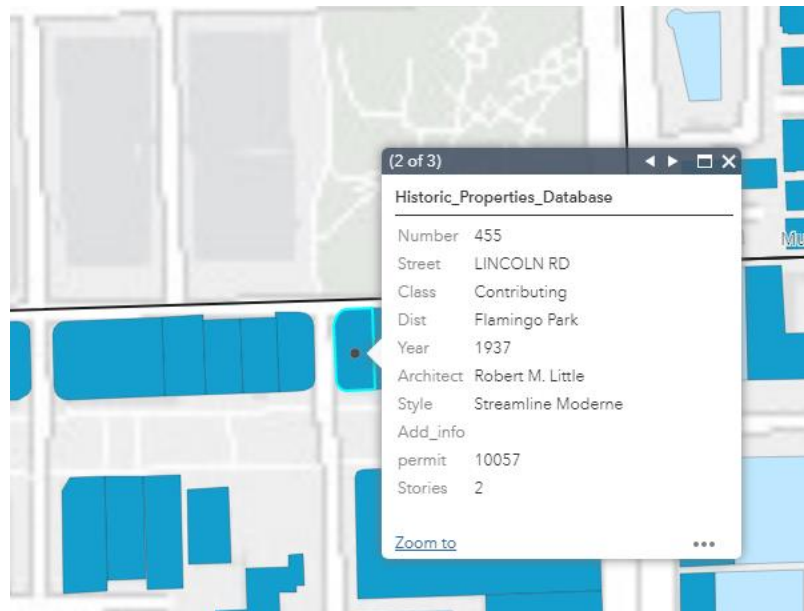 (2 of 3)
Historic_Properties_Database
Number 455
Street LINCOLN RD
Class Contributing
Dist Flamingo Park
Year 1937
Architect Robert M. Little
Style Streamline Moderne
Add_info
permit 10057
Stories 2
Zoom to